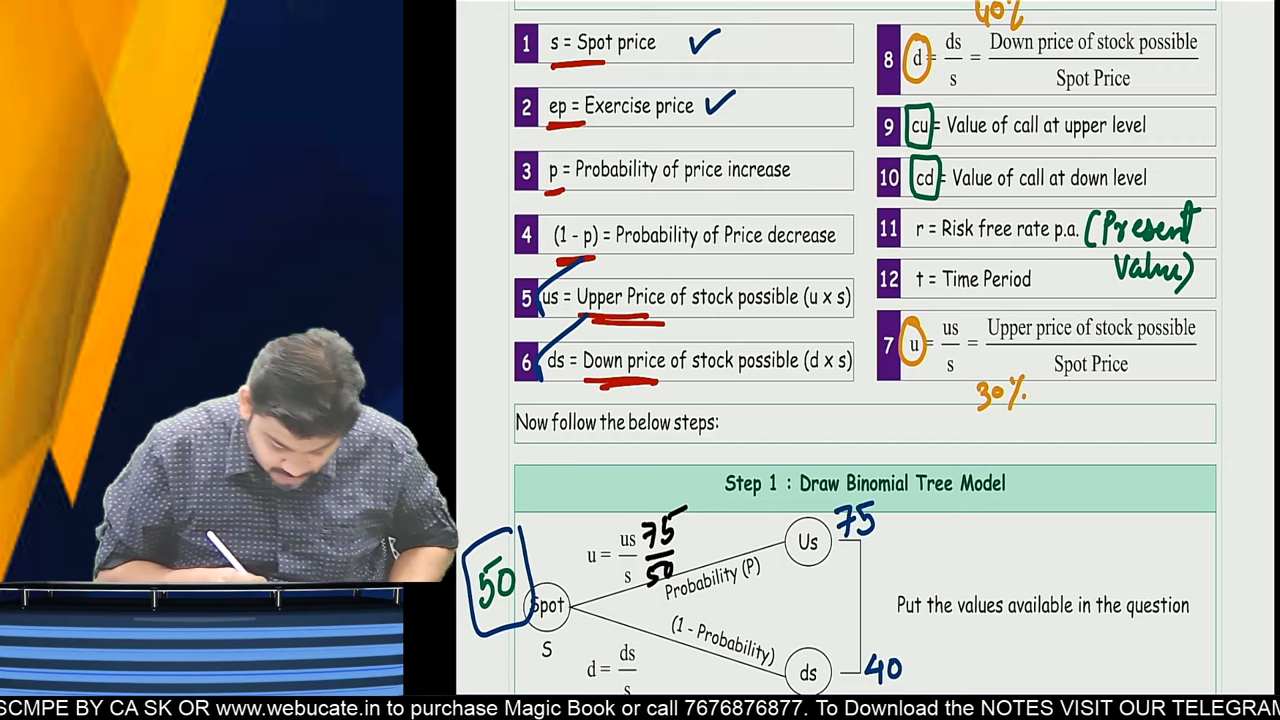 40%
1 s = Spot price
2 ep = Exercise price
3 p = Probability of price increase
4 (1 - p) = Probability of Price decrease
5 us = Upper Price of stock possible (u x s)
6 ds = Down price of stock possible (d x s)
8 d = ds/s = Down price of stock possible / Spot Price
9 cu = Value of call at upper level
10 cd = Value of call at down level
11 r = Risk free rate p.a. (Present
Value)
12 t = Time Period
7 u = us/s = Upper price of stock possible / Spot Price
30%
Now follow the below steps:
Step 1 : Draw Binomial Tree Model
u = us/s 75/50
Us 75
Probability (P)
50
Spot
S
Put the values available in the question
(1 - Probability)
d = ds/s
ds 40
SCMPE BY CA SK OR www.webucate.in to purchase Magic Book or call 7676876877. To Download the NOTES VISIT OUR TELEGRAM